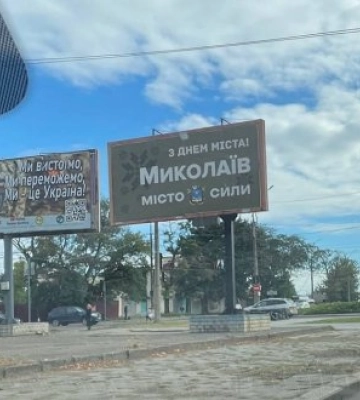 Ми вистоїмо,
Ми переможемо,
Ми - це Україна!
З ДНЕМ МІСТА!
МИКОЛАЇВ
МІСТО СИЛИ